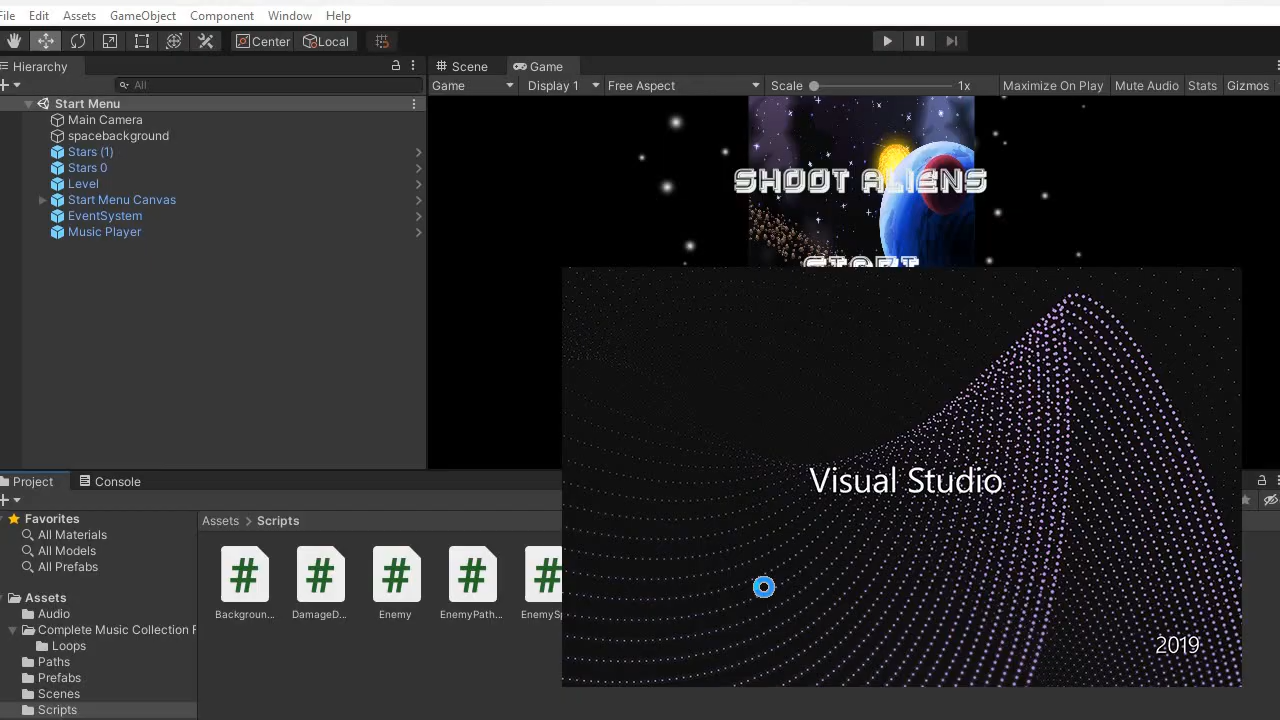 File Edit Assets GameObject Component Window Help
Center Local
Hierarchy
All
Start Menu
Main Camera
spacebackground
Stars (1)
Stars 0
Level
Start Menu Canvas
EventSystem
Music Player
Scene Game
Game Display 1 Free Aspect Scale 1x Maximize On Play Mute Audio Stats Gizmos
SHOOT ALIENS
START
Visual Studio
2019
Project Console
Favorites
All Materials
All Models
All Prefabs
Assets
Audio
Complete Music Collection F
Loops
Paths
Prefabs
Scenes
Scripts
Assets > Scripts
Backgroun... DamageD... Enemy EnemyPath... EnemySp